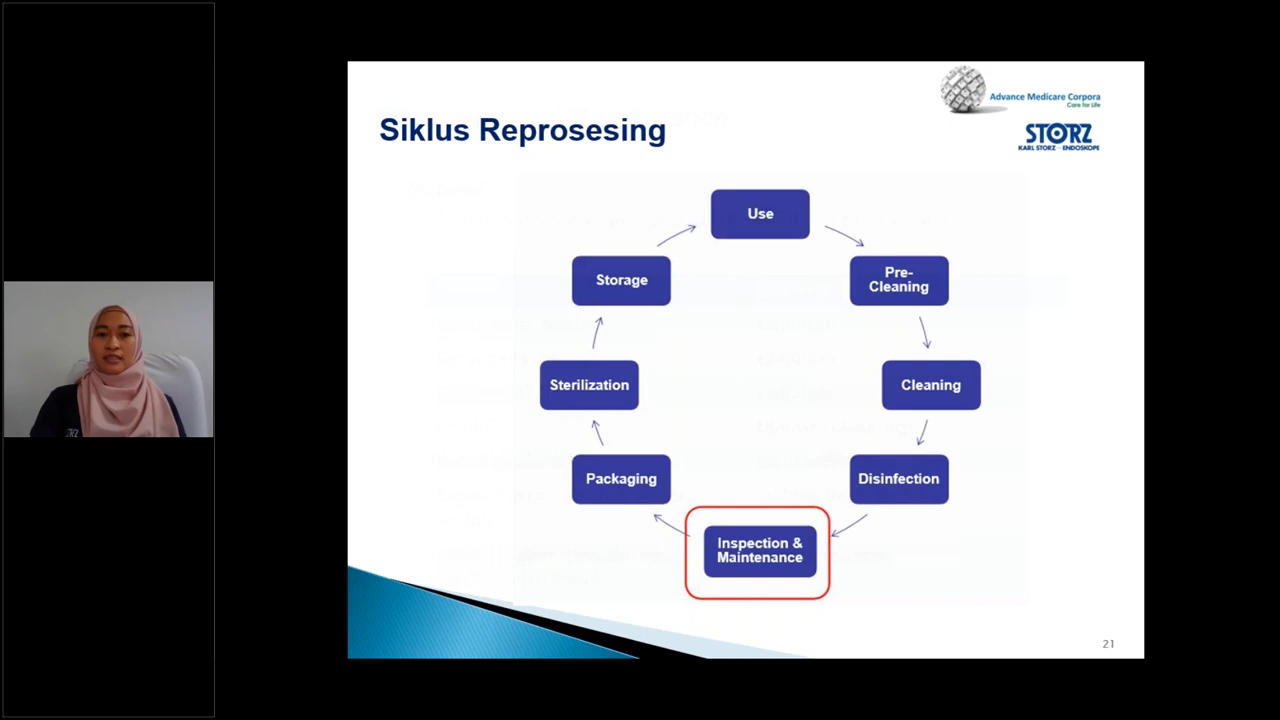 Advance Medicare Corpora
Care for Life
STORZ
KARL STORZ - ENDOSKOPE
Siklus Reprosesing
Use
Pre-
Cleaning
Cleaning
Disinfection
Inspection &
Maintenance
Packaging
Sterilization
Storage
21